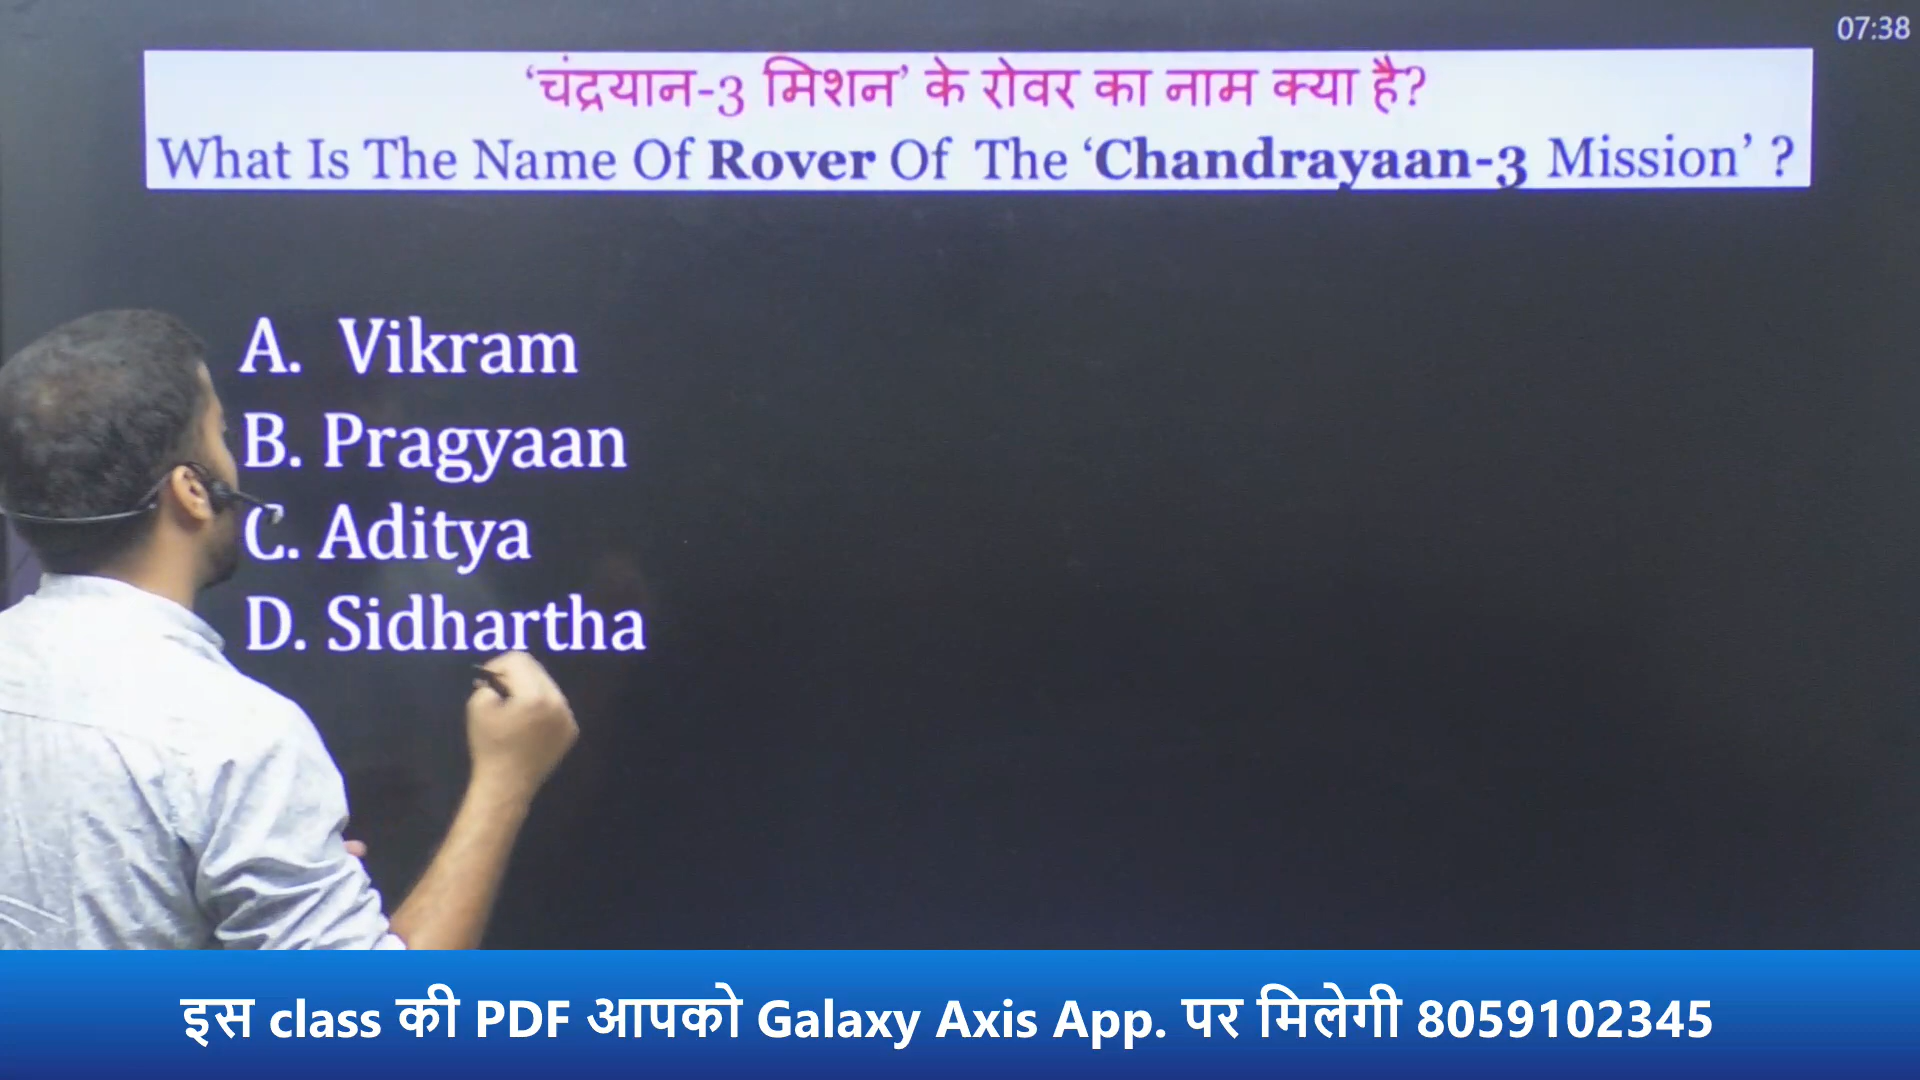 07:38
‘चंद्रयान-3 मिशन’ के रोवर का नाम क्या है?
What Is The Name Of Rover Of The ‘Chandrayaan-3 Mission’ ?
A. Vikram
B. Pragyaan
C. Aditya
D. Sidhartha
इस class की PDF आपको Galaxy Axis App. पर मिलेगी 8059102345